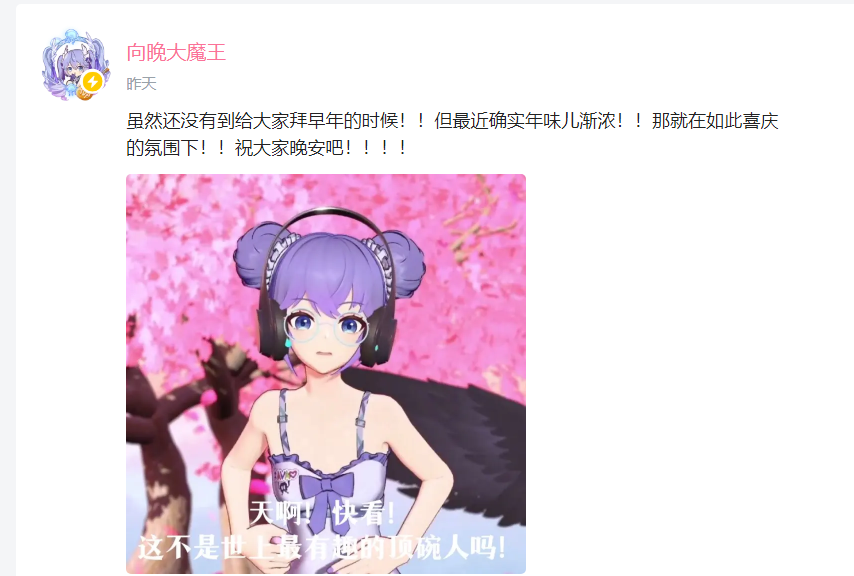 向晚大魔王
昨天
虽然还没有到给大家拜早年的时候！！但最近确实年味儿渐浓！！那就在如此喜庆
的氛围下！！祝大家晚安吧！！！！
天啊！快看！
这不是世上最有趣的顶碗人吗！